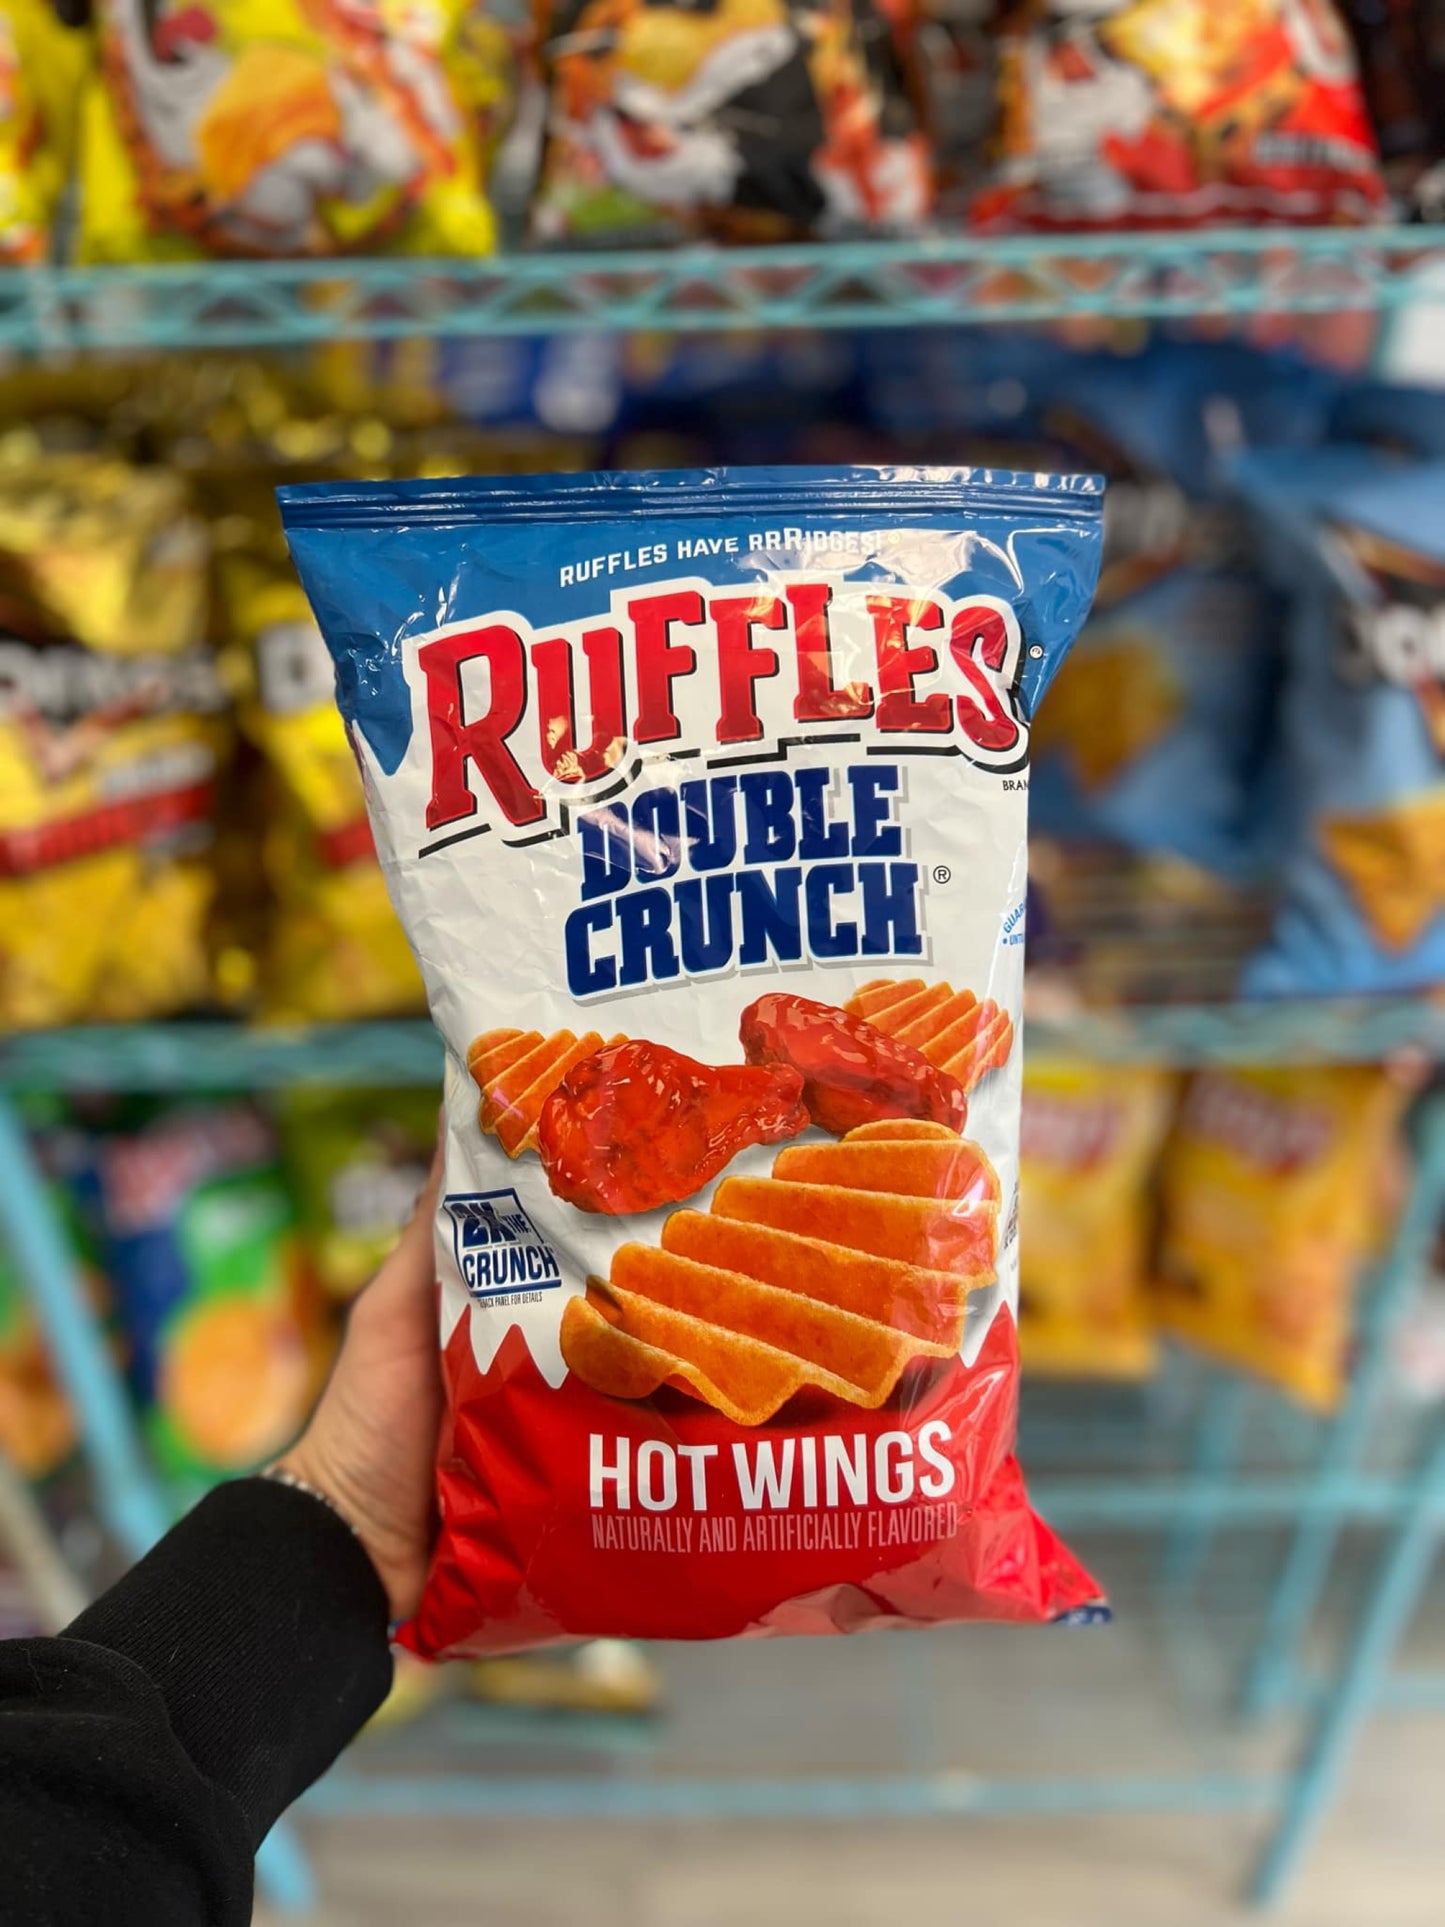 RUFFLES HAVE RRRIDGES!
RUFFLES
DOUBLE
CRUNCH®
2X THE
CRUNCH
HOT WINGS
NATURALLY AND ARTIFICIALLY FLAVORED